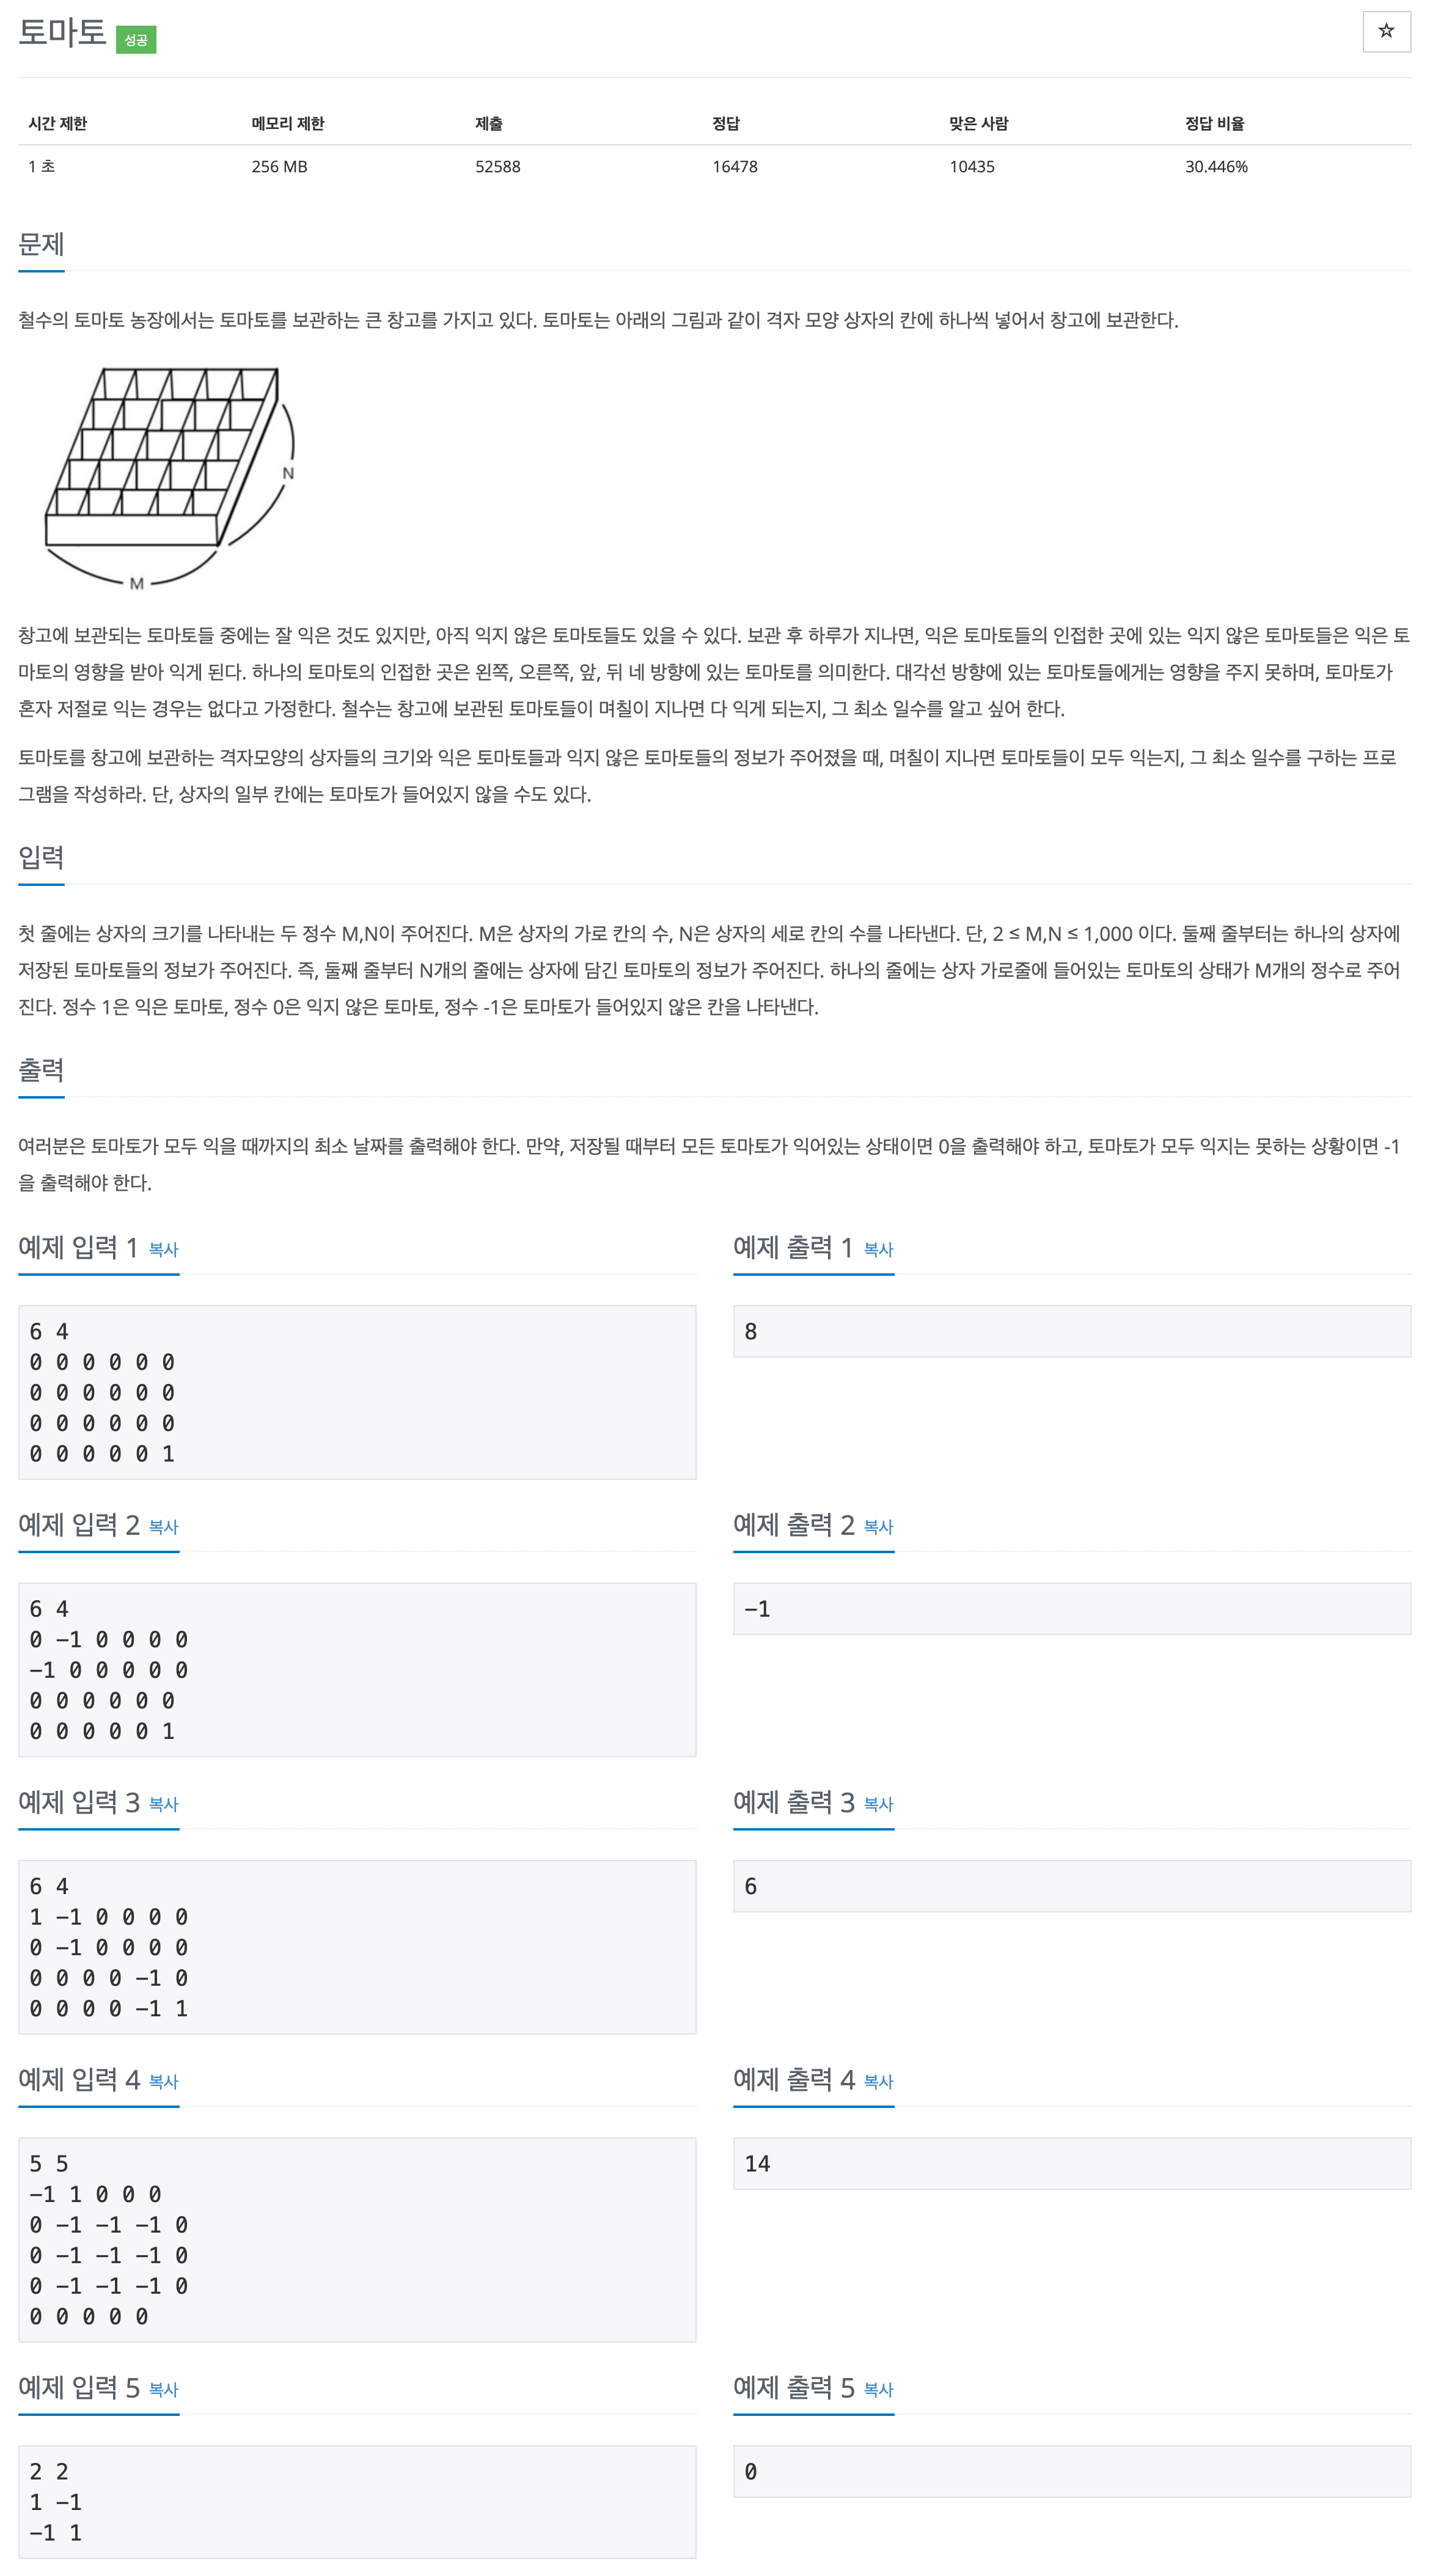 토마토 성공
☆
시간 제한 메모리 제한 제출 정답 맞은 사람 정답 비율
1 초 256 MB 52588 16478 10435 30.446%
문제
철수의 토마토 농장에서는 토마토를 보관하는 큰 창고를 가지고 있다. 토마토는 아래의 그림과 같이 격자 모양 상자의 칸에 하나씩 넣어서 창고에 보관한다.
N
M
창고에 보관되는 토마토들 중에는 잘 익은 것도 있지만, 아직 익지 않은 토마토들도 있을 수 있다. 보관 후 하루가 지나면, 익은 토마토들의 인접한 곳에 있는 익지 않은 토마토들은 익은 토
마토의 영향을 받아 익게 된다. 하나의 토마토의 인접한 곳은 왼쪽, 오른쪽, 앞, 뒤 네 방향에 있는 토마토를 의미한다. 대각선 방향에 있는 토마토들에게는 영향을 주지 못하며, 토마토가
혼자 저절로 익는 경우는 없다고 가정한다. 철수는 창고에 보관된 토마토들이 며칠이 지나면 다 익게 되는지, 그 최소 일수를 알고 싶어 한다.
토마토를 창고에 보관하는 격자모양의 상자들의 크기와 익은 토마토들과 익지 않은 토마토들의 정보가 주어졌을 때, 며칠이 지나면 토마토들이 모두 익는지, 그 최소 일수를 구하는 프로
그램을 작성하라. 단, 상자의 일부 칸에는 토마토가 들어있지 않을 수도 있다.
입력
첫 줄에는 상자의 크기를 나타내는 두 정수 M,N이 주어진다. M은 상자의 가로 칸의 수, N은 상자의 세로 칸의 수를 나타낸다. 단, 2 ≤ M,N ≤ 1,000 이다. 둘째 줄부터는 하나의 상자에
저장된 토마토들의 정보가 주어진다. 즉, 둘째 줄부터 N개의 줄에는 상자에 담긴 토마토의 정보가 주어진다. 하나의 줄에는 상자 가로줄에 들어있는 토마토의 상태가 M개의 정수로 주어
진다. 정수 1은 익은 토마토, 정수 0은 익지 않은 토마토, 정수 -1은 토마토가 들어있지 않은 칸을 나타낸다.
출력
여러분은 토마토가 모두 익을 때까지의 최소 날짜를 출력해야 한다. 만약, 저장될 때부터 모든 토마토가 익어있는 상태이면 0을 출력해야 하고, 토마토가 모두 익지는 못하는 상황이면 -1
을 출력해야 한다.
예제 입력 1 복사
6 4
0 0 0 0 0 0
0 0 0 0 0 0
0 0 0 0 0 0
0 0 0 0 0 1
예제 출력 1 복사
8
예제 입력 2 복사
6 4
0 -1 0 0 0 0
-1 0 0 0 0 0
0 0 0 0 0 0
0 0 0 0 0 1
예제 출력 2 복사
-1
예제 입력 3 복사
6 4
1 -1 0 0 0 0
0 -1 0 0 0 0
0 0 0 0 -1 0
0 0 0 0 -1 1
예제 출력 3 복사
6
예제 입력 4 복사
5 5
-1 1 0 0 0
0 -1 -1 -1 0
0 -1 -1 -1 0
0 -1 -1 -1 0
0 0 0 0 0
예제 출력 4 복사
14
예제 입력 5 복사
2 2
1 -1
-1 1
예제 출력 5 복사
0